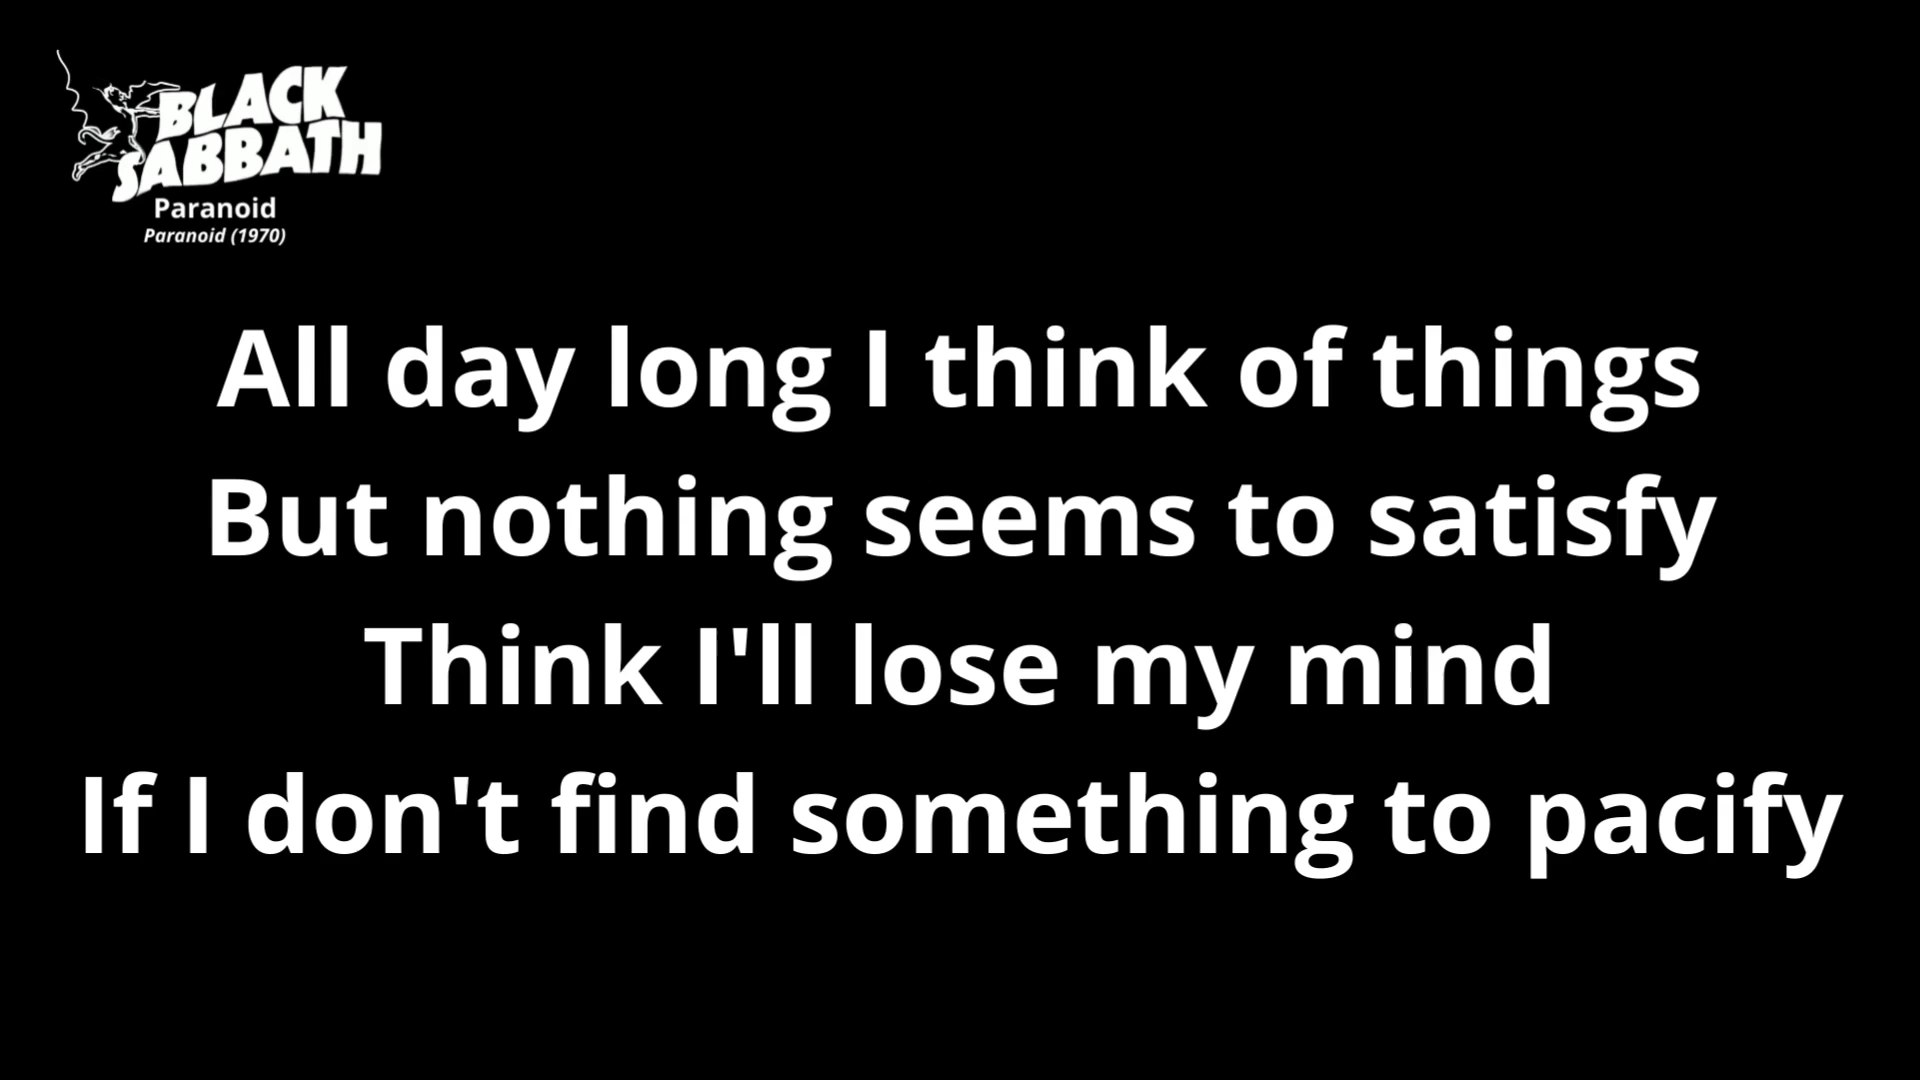 BLACK
SABBATH
Paranoid
Paranoid (1970)
All day long I think of things
But nothing seems to satisfy
Think I'll lose my mind
If I don't find something to pacify